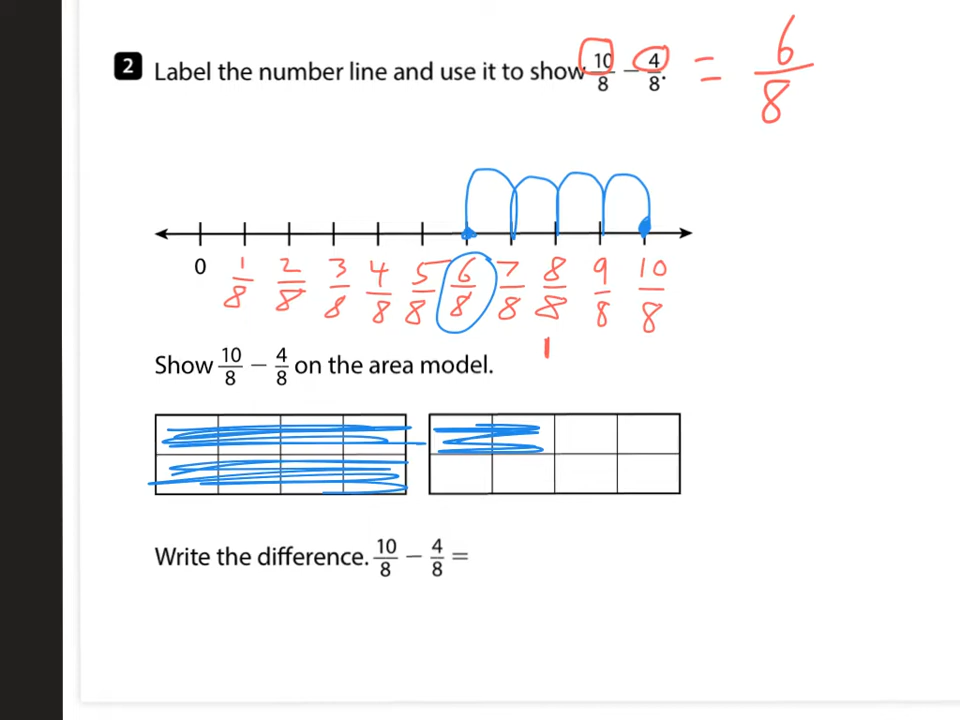 2 Label the number line and use it to show 10/8 − 4/8. = 6/8
0 1/8 2/8 3/8 4/8 5/8 6/8 7/8 8/8 9/8 10/8
1
Show 10/8 − 4/8 on the area model.
Write the difference. 10/8 − 4/8 =